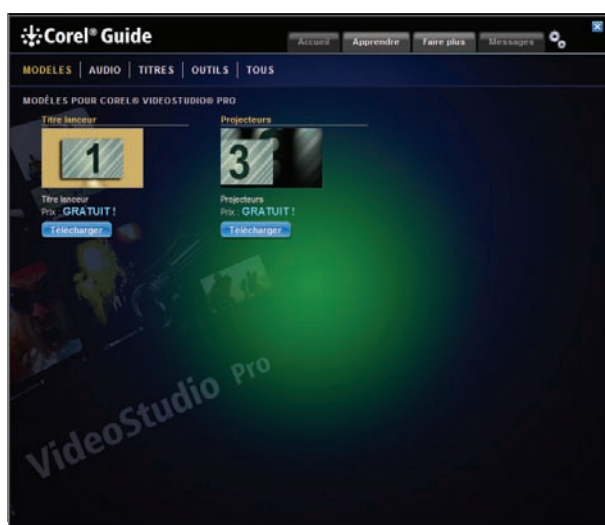 Corel® Guide
Accueil
Apprendre
Faire plus
Messages
MODELES | AUDIO | TITRES | OUTILS | TOUS
MODÈLES POUR COREL® VIDEOSTUDIO® PRO
Titre lanceur
Projecteurs
1
3
Titre lanceur
Prix : GRATUIT !
Télécharger
Projecteurs
Prix : GRATUIT !
Télécharger
VideoStudio Pro